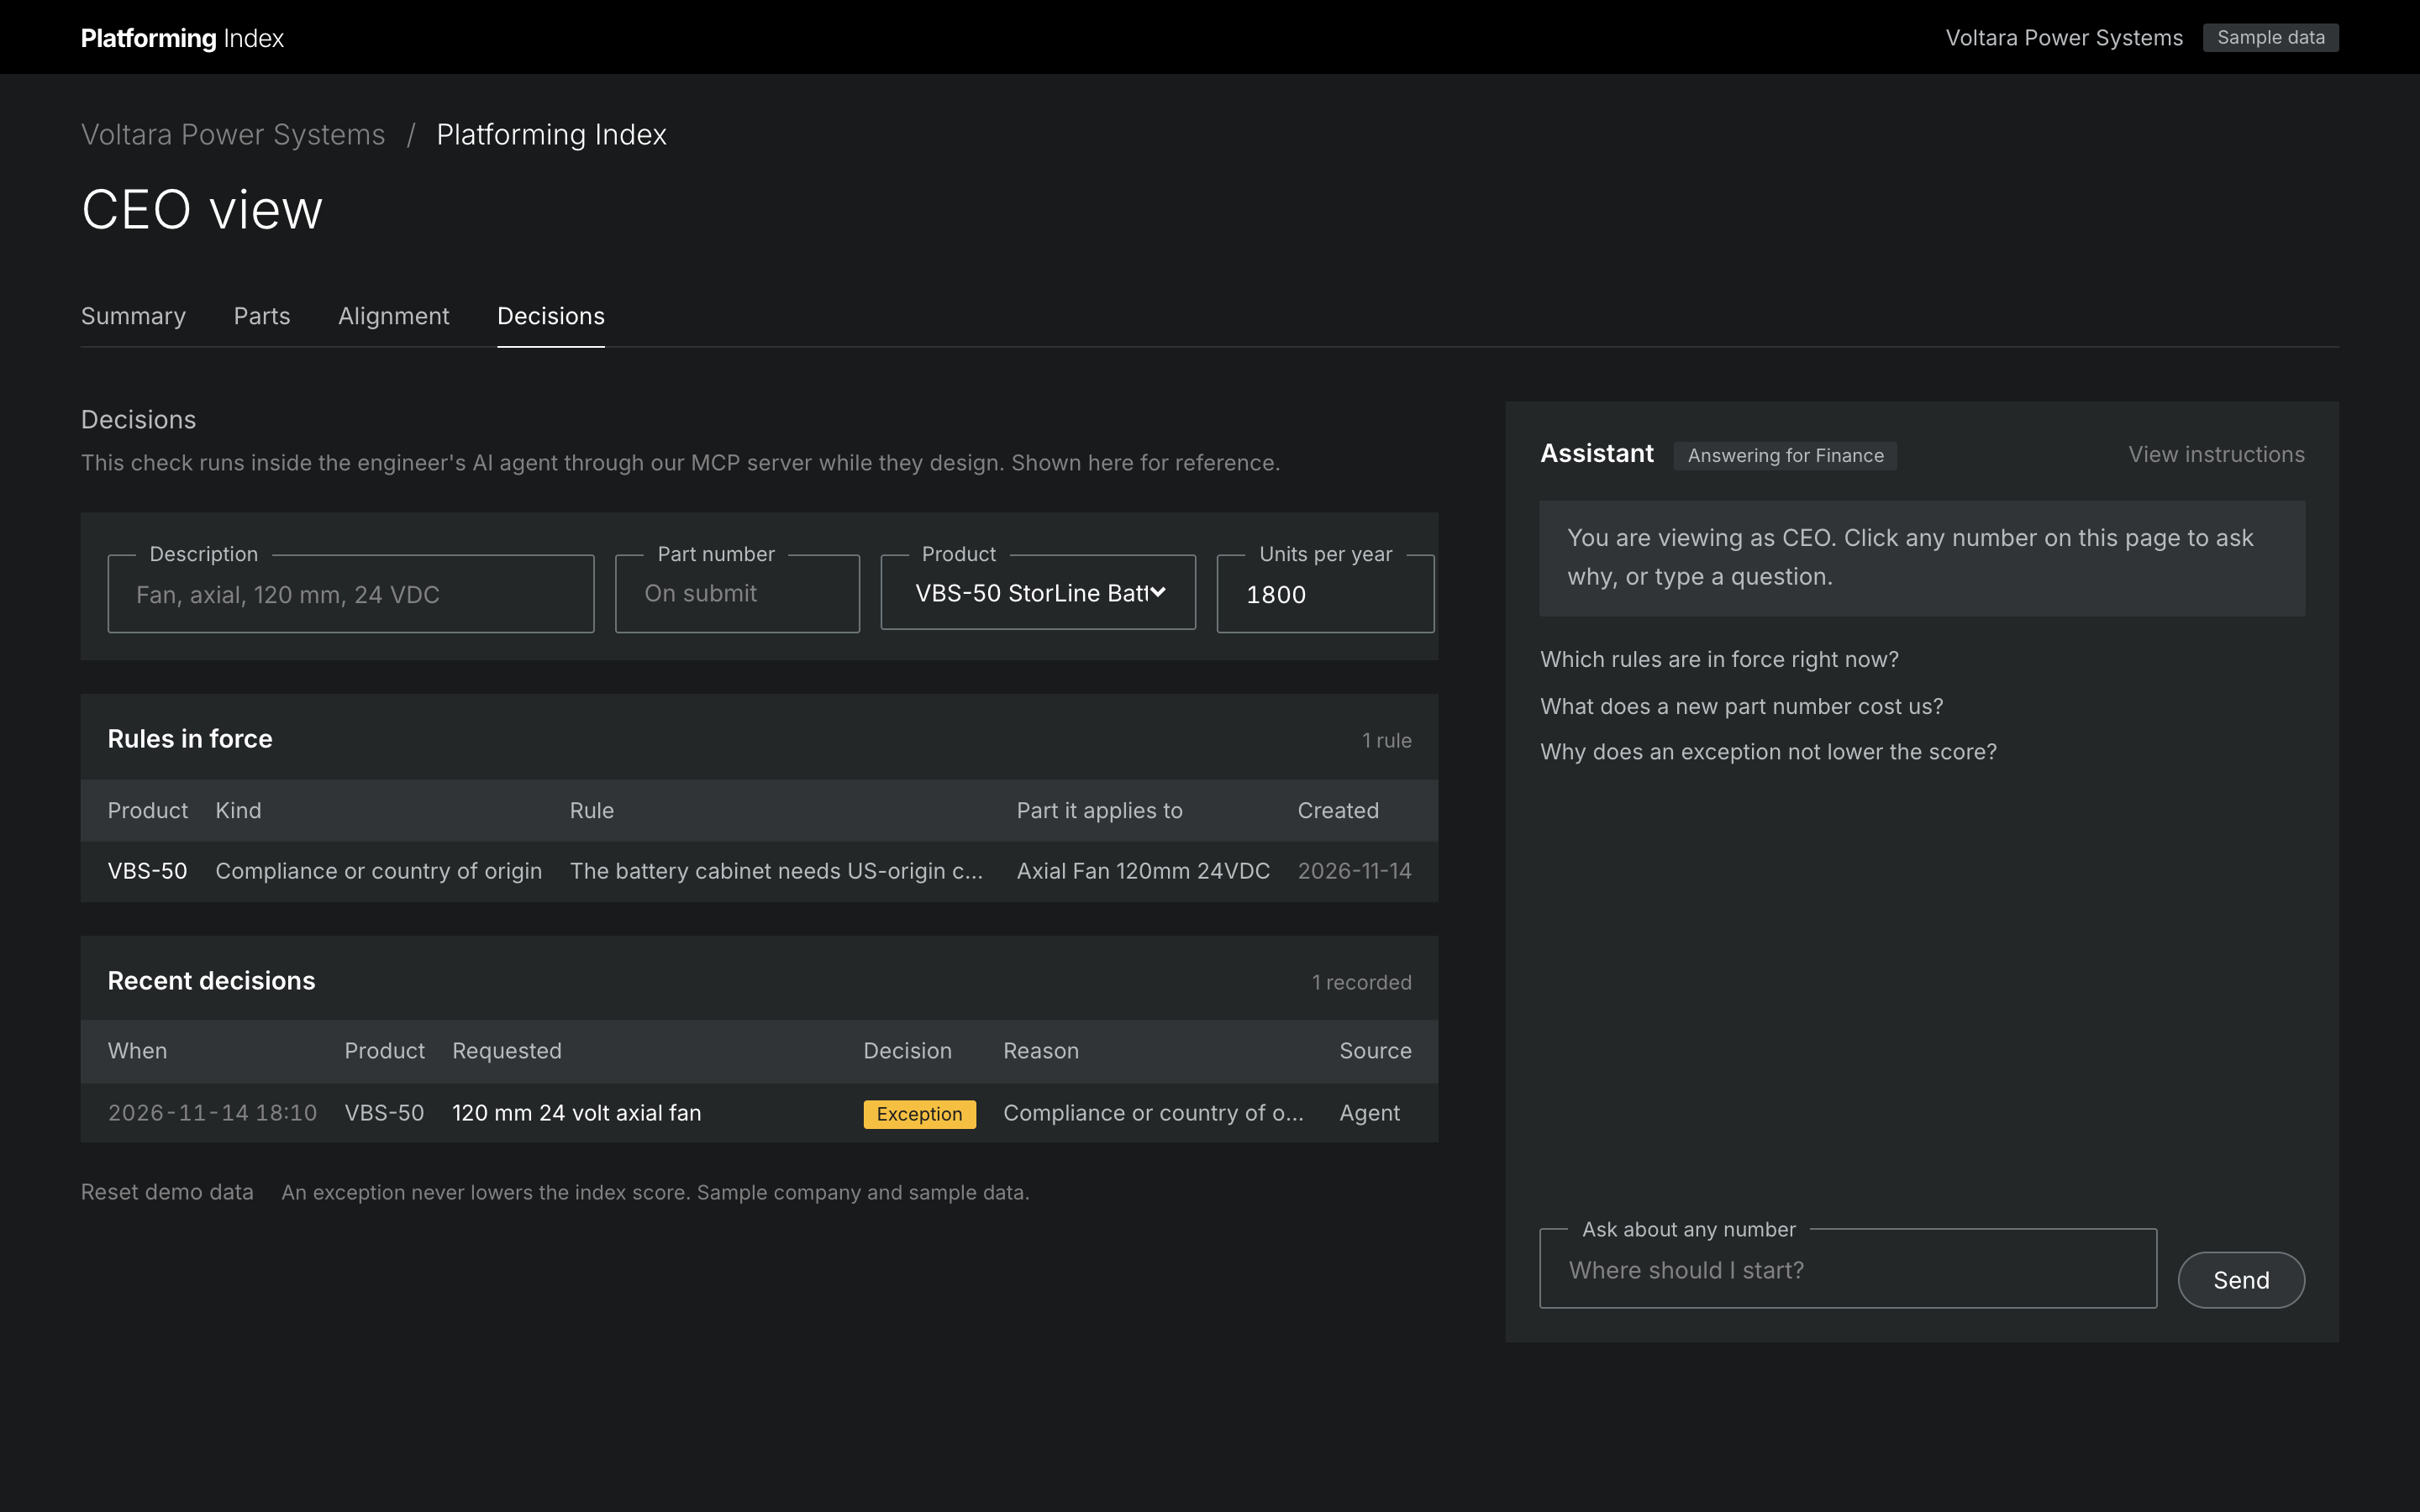 Platforming Index
Voltara Power Systems Sample data
Voltara Power Systems / Platforming Index
CEO view
Summary Parts Alignment Decisions
Decisions
This check runs inside the engineer's AI agent through our MCP server while they design. Shown here for reference.
Description Part number Product Units per year
Fan, axial, 120 mm, 24 VDC On submit VBS-50 StorLine Batt 1800
Rules in force 1 rule
Product Kind Rule Part it applies to Created
VBS-50 Compliance or country of origin The battery cabinet needs US-origin c... Axial Fan 120mm 24VDC 2026-11-14
Recent decisions 1 recorded
When Product Requested Decision Reason Source
2026-11-14 18:10 VBS-50 120 mm 24 volt axial fan Exception Compliance or country of o... Agent
Reset demo data An exception never lowers the index score. Sample company and sample data.
Assistant Answering for Finance View instructions
You are viewing as CEO. Click any number on this page to ask
why, or type a question.
Which rules are in force right now?
What does a new part number cost us?
Why does an exception not lower the score?
Ask about any number
Where should I start?
Send